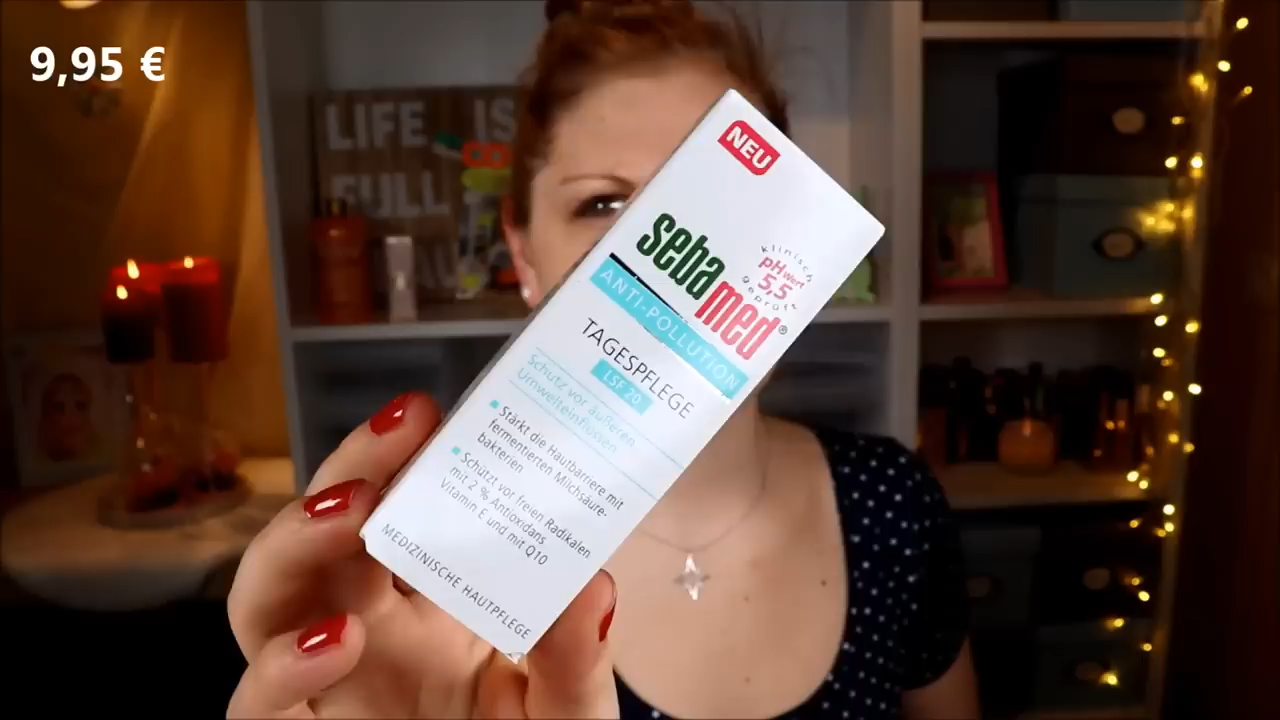 9,95 €
LIFE IS
FULL
NEU
sebamed®
klinisch
pH Wert
5,5
geprüft
ANTI-POLLUTION
TAGESPFLEGE
LSF 20
Schutz vor äußeren
Umwelteinflüssen
Stärkt die Hautbarriere mit
fermentierten Milchsäure-
bakterien
Schützt vor freien Radikalen
mit 2 % Antioxidans
Vitamin E und mit Q10
MEDIZINISCHE HAUTPFLEGE